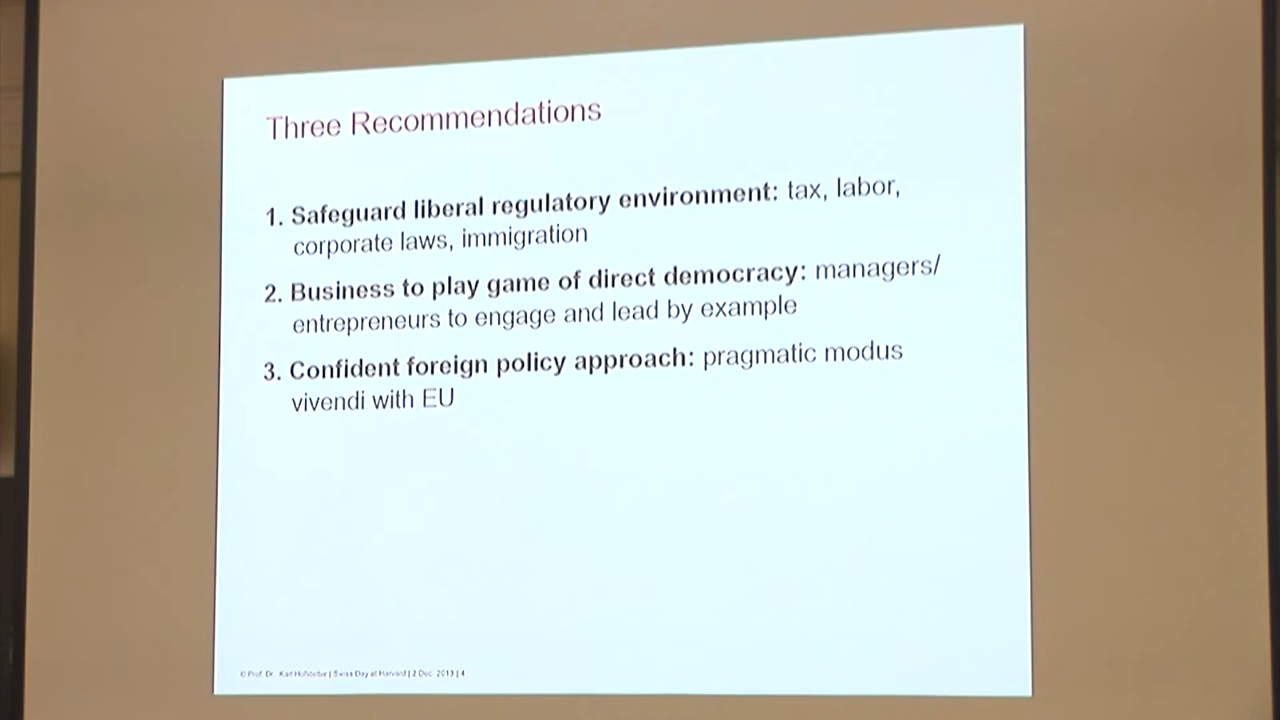 Three Recommendations
1. Safeguard liberal regulatory environment: tax, labor,
corporate laws, immigration
2. Business to play game of direct democracy: managers/
entrepreneurs to engage and lead by example
3. Confident foreign policy approach: pragmatic modus
vivendi with EU
© Prof. Dr. Karl Hofstetter | Swiss Day at Harvard | 2 Dec. 2013 | 4